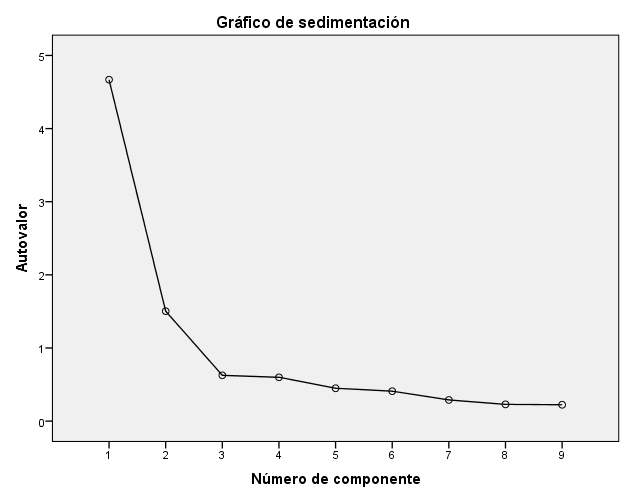 Gráfico de sedimentación
5
4
3
2
1
0
Autovalor
1 2 3 4 5 6 7 8 9
Número de componente